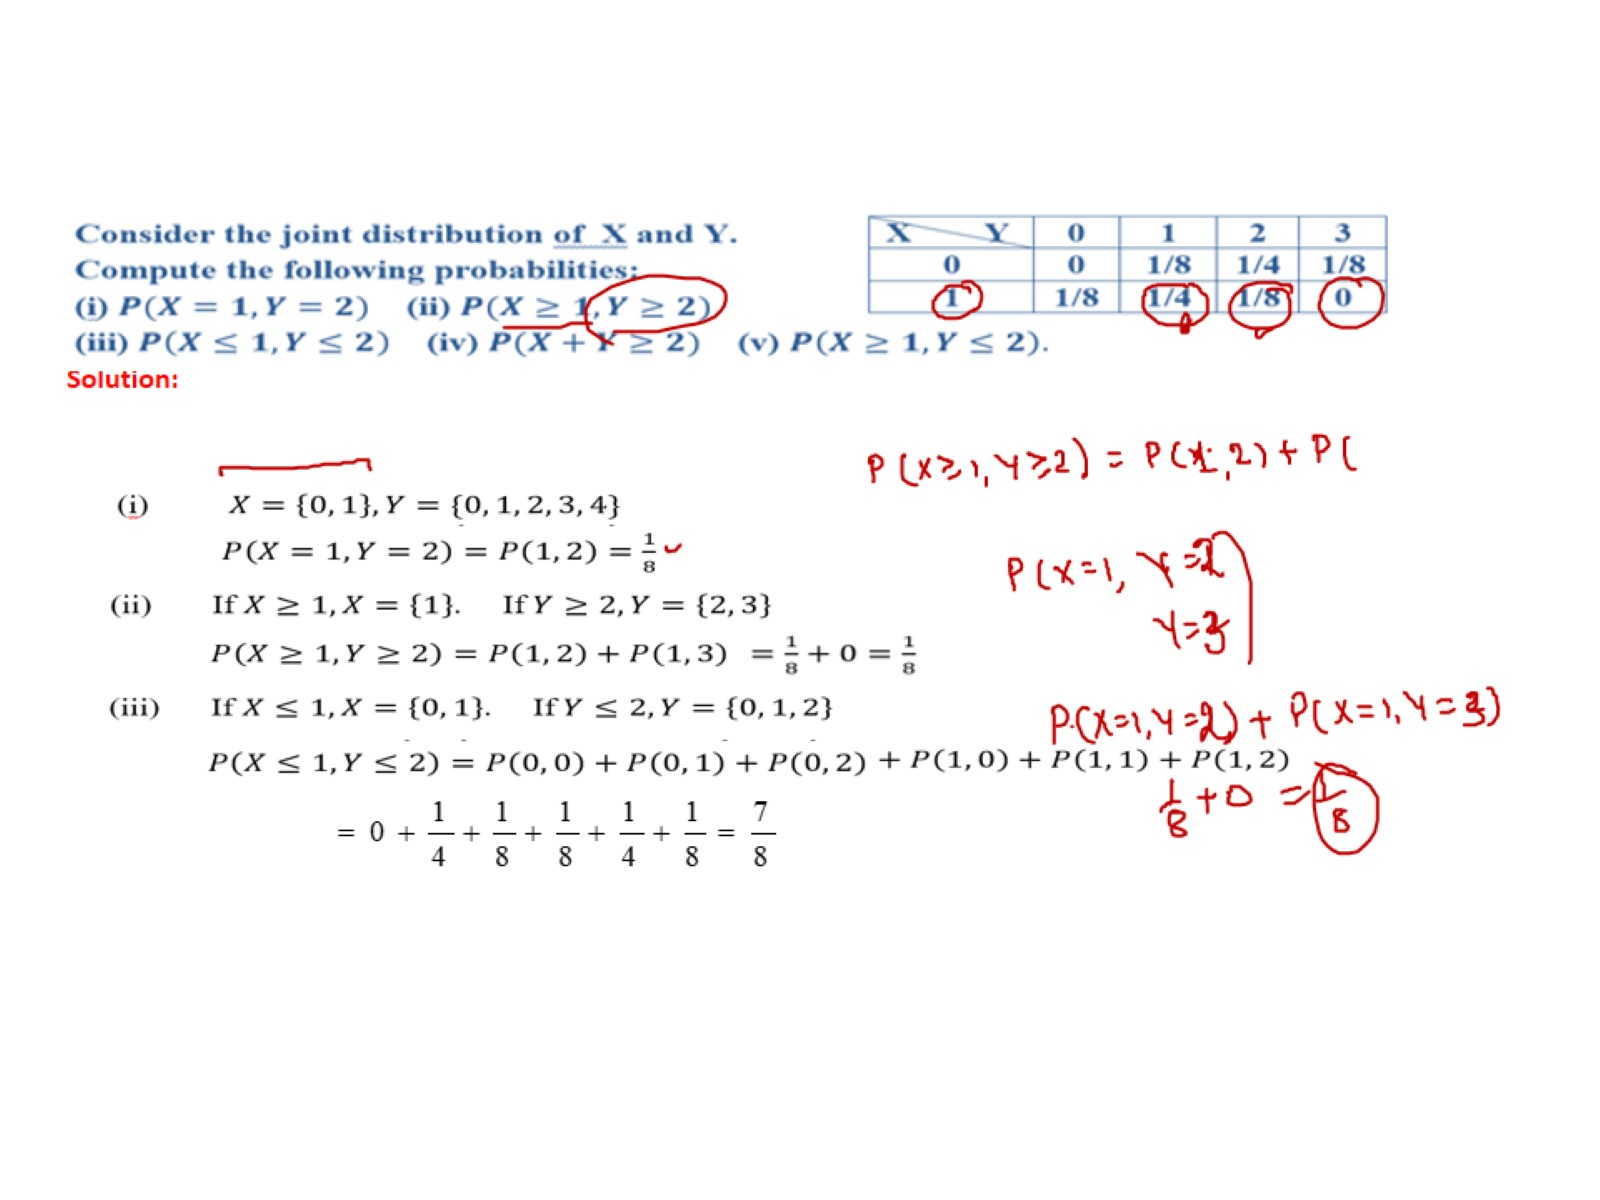 Consider the joint distribution of X and Y.
Compute the following probabilities:
(i) P(X = 1, Y = 2) (ii) P(X ≥ 1, Y ≥ 2)
(iii) P(X ≤ 1, Y ≤ 2) (iv) P(X + Y ≥ 2) (v) P(X ≥ 1, Y ≤ 2).
X Y 0 1 2 3
0 0 1/8 1/4 1/8
1 1/8 1/4 1/8 0
Solution:
P(X≥1, Y≥2) = P(1, 2) + P(
(i) X = {0, 1}, Y = {0, 1, 2, 3, 4}
P(X = 1, Y = 2) = P(1, 2) = 1/8
P(X=1, Y=2
Y=3
(ii) If X ≥ 1, X = {1}. If Y ≥ 2, Y = {2, 3}
P(X ≥ 1, Y ≥ 2) = P(1, 2) + P(1, 3) = 1/8 + 0 = 1/8
(iii) If X ≤ 1, X = {0, 1}. If Y ≤ 2, Y = {0, 1, 2}
P(X=1, Y=2) + P(X=1, Y=3)
P(X ≤ 1, Y ≤ 2) = P(0, 0) + P(0, 1) + P(0, 2) + P(1, 0) + P(1, 1) + P(1, 2)
1/8 + 0 = 1/8
= 0 + 1/4 + 1/8 + 1/8 + 1/4 + 1/8 = 7/8